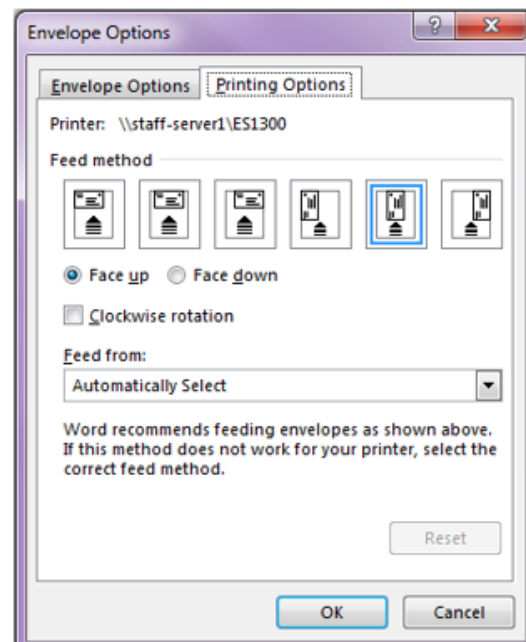 Envelope Options
Envelope Options
Printing Options
Printer: \\staff-server1\ES1300
Feed method
Face up
Face down
Clockwise rotation
Feed from:
Automatically Select
Word recommends feeding envelopes as shown above.
If this method does not work for your printer, select the
correct feed method.
Reset
OK
Cancel